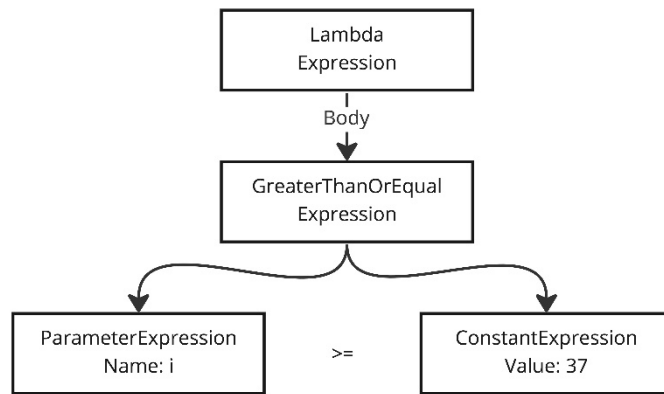 Lambda
Expression
Body
GreaterThanOrEqual
Expression
ParameterExpression
Name: i
>=
ConstantExpression
Value: 37